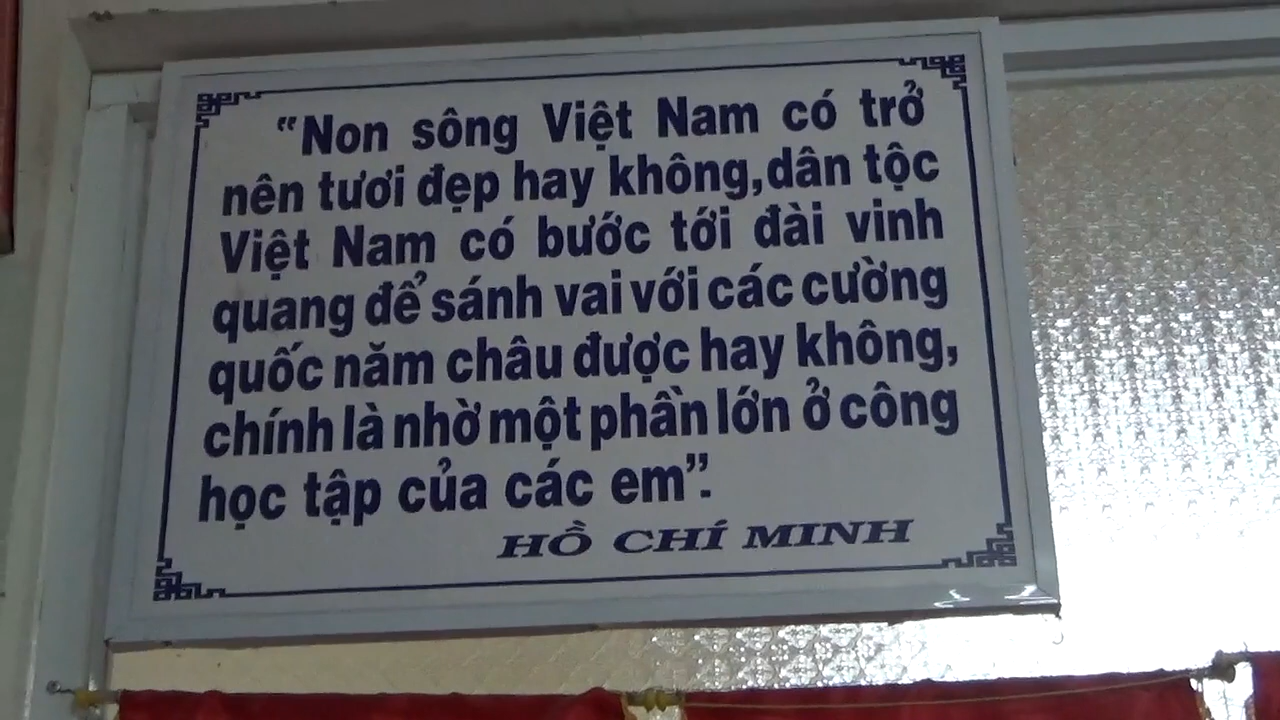 “Non sông Việt Nam có trở
nên tươi đẹp hay không,dân tộc
Việt Nam có bước tới đài vinh
quang để sánh vai với các cường
quốc năm châu được hay không,
chính là nhờ một phần lớn ở công
học tập của các em”.
HỒ CHÍ MINH